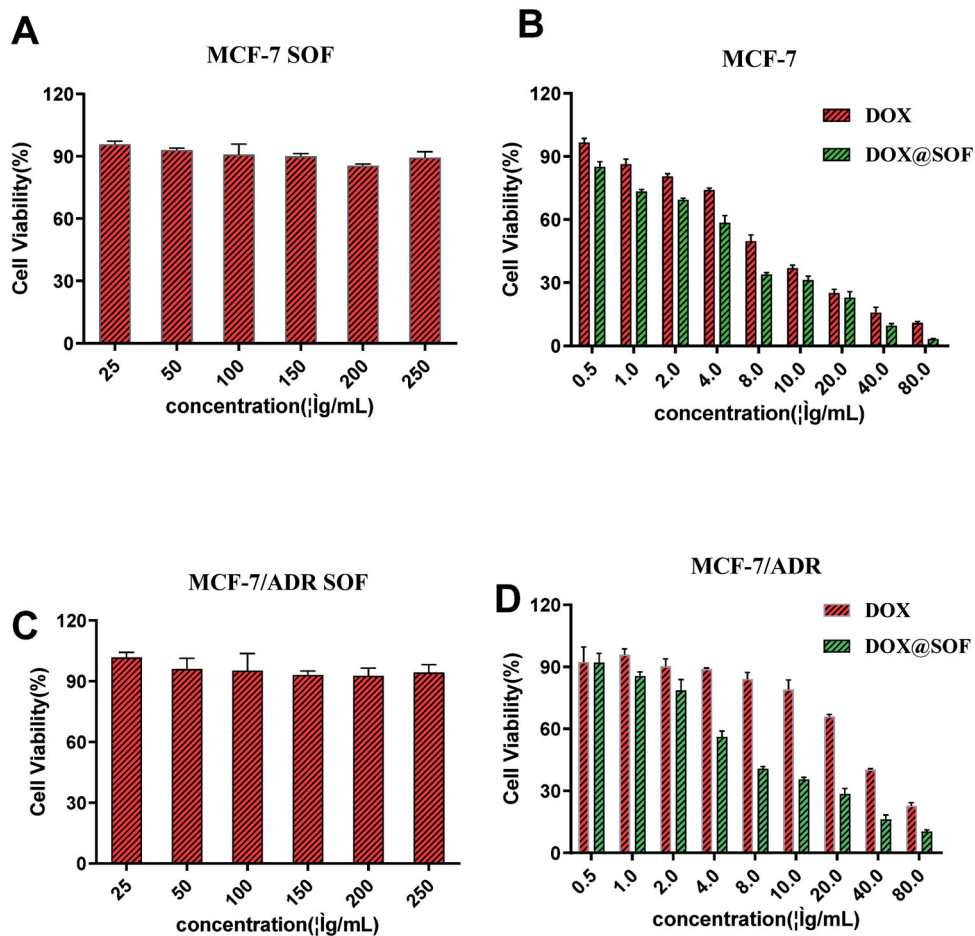 A
MCF-7 SOF
120
90
60
30
0
Cell Viability(%)
25 50 100 150 200 250
concentration(¦Ìg/mL)
B
MCF-7
120
90
60
30
0
Cell Viability(%)
DOX
DOX@SOF
0.5 1.0 2.0 4.0 8.0 10.0 20.0 40.0 80.0
concentration(¦Ìg/mL)
C
MCF-7/ADR SOF
120
90
60
30
0
Cell Viability(%)
25 50 100 150 200 250
concentration(¦Ìg/mL)
D
MCF-7/ADR
120
90
60
30
0
Cell Viability(%)
DOX
DOX@SOF
0.5 1.0 2.0 4.0 8.0 10.0 20.0 40.0 80.0
concentration(¦Ìg/mL)